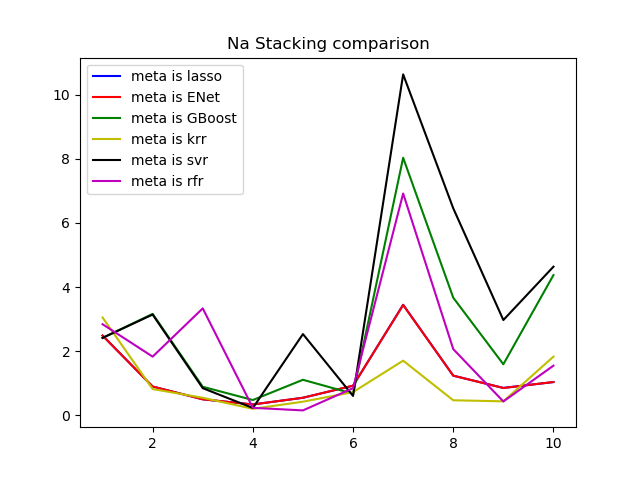 Na Stacking comparison
meta is lasso
meta is ENet
meta is GBoost
meta is krr
meta is svr
meta is rfr
10
8
6
4
2
0
2 4 6 8 10